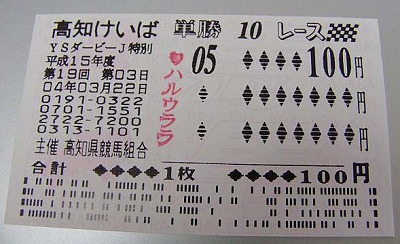 高知けいば 単勝 10 レース
YSダービーJ特別
平成15年度
第19回 第03日
04年03月22日
0191-0322
0701-1351
2722-7200
0313-1101
主催 高知県競馬組合
ハルウララ
05 100円
円
円
合計 1枚 100円